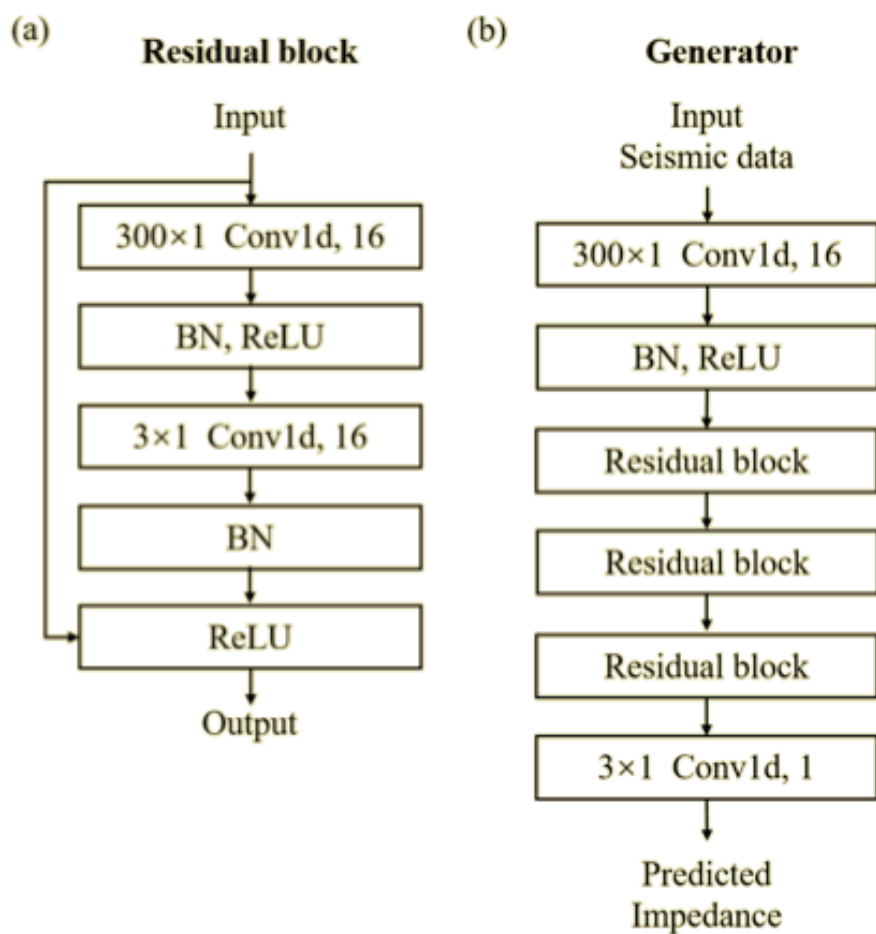 (a)
Residual block
Input
300×1 Conv1d, 16
BN, ReLU
3×1 Conv1d, 16
BN
ReLU
Output
(b)
Generator
Input
Seismic data
300×1 Conv1d, 16
BN, ReLU
Residual block
Residual block
Residual block
3×1 Conv1d, 1
Predicted
Impedance